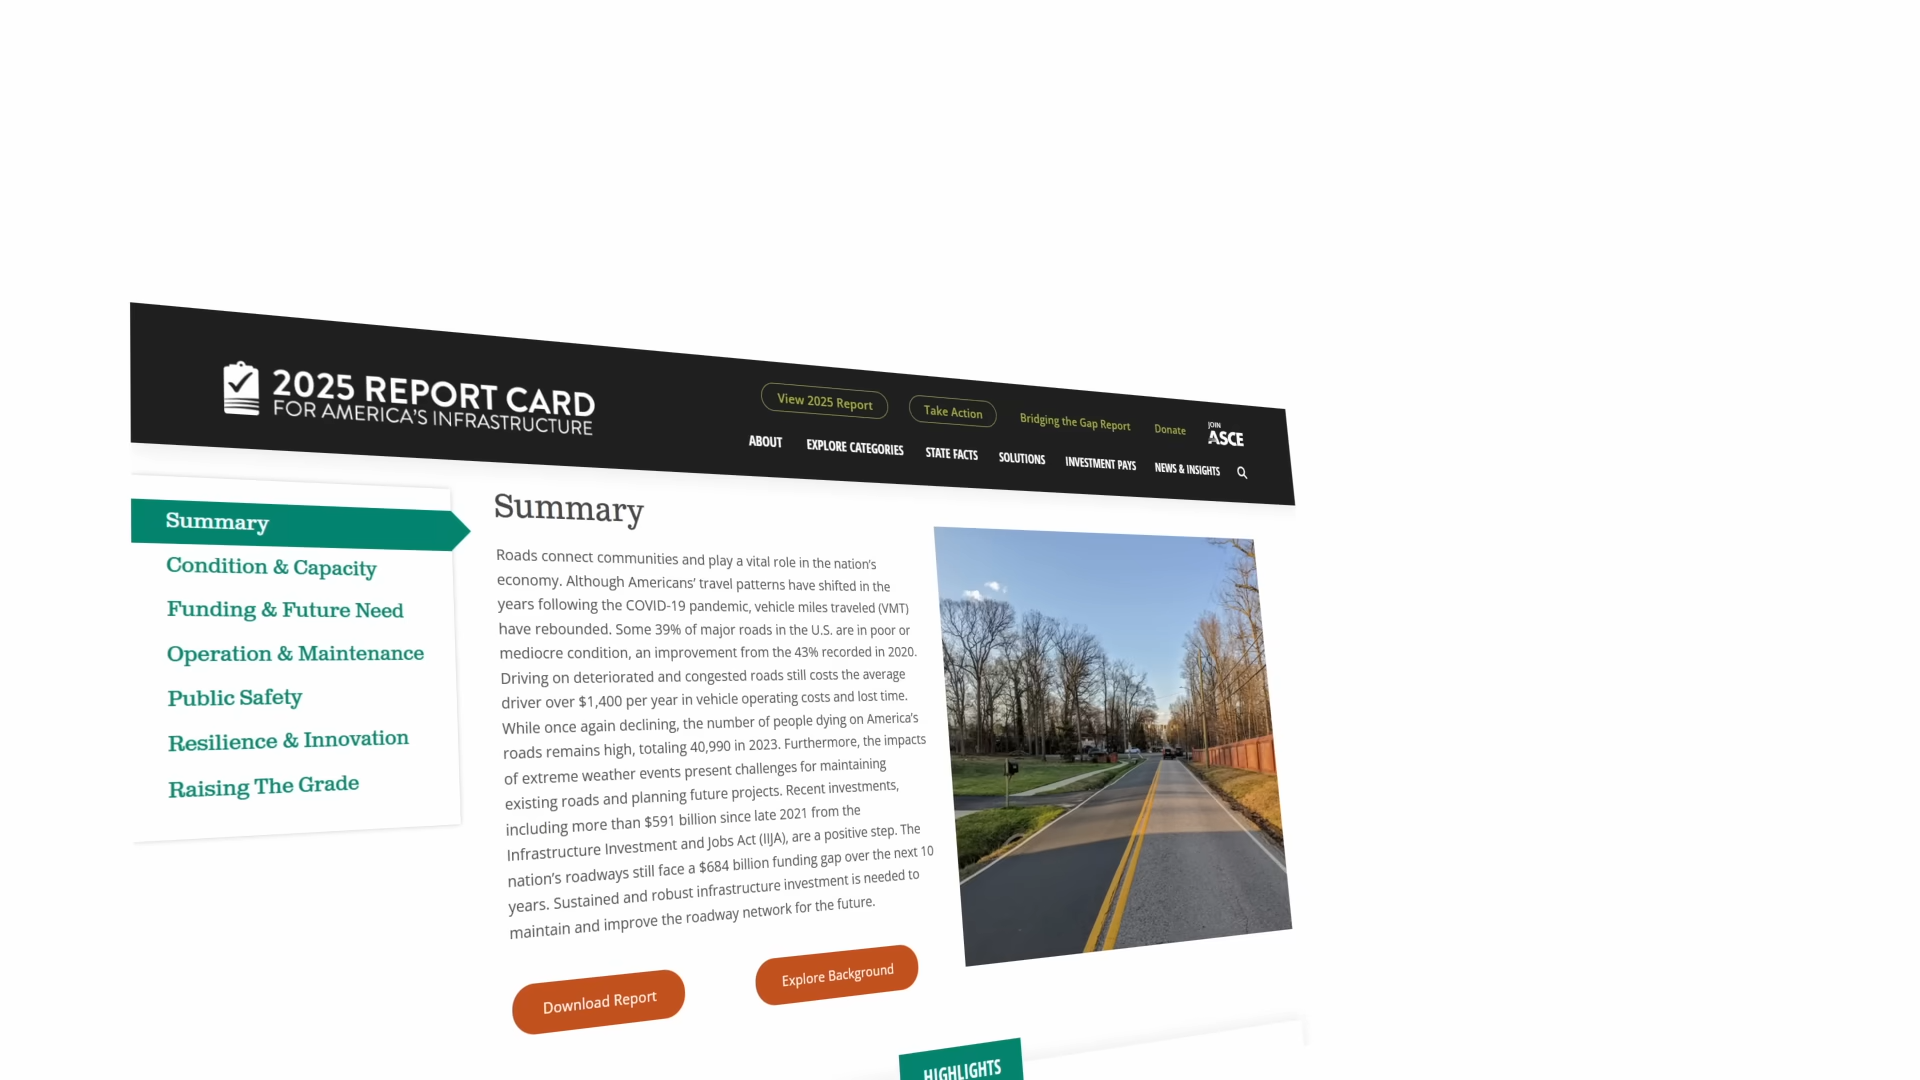 2025 REPORT CARD
FOR AMERICA'S INFRASTRUCTURE
View 2025 Report
Take Action
Bridging the Gap Report
Donate
JOIN
ASCE
ABOUT
EXPLORE CATEGORIES
STATE FACTS
SOLUTIONS
INVESTMENT PAYS
NEWS & INSIGHTS
Summary
Condition & Capacity
Funding & Future Need
Operation & Maintenance
Public Safety
Resilience & Innovation
Raising The Grade
Summary
Roads connect communities and play a vital role in the nation's
economy. Although Americans' travel patterns have shifted in the
years following the COVID-19 pandemic, vehicle miles traveled (VMT)
have rebounded. Some 39% of major roads in the U.S. are in poor or
mediocre condition, an improvement from the 43% recorded in 2020.
Driving on deteriorated and congested roads still costs the average
driver over $1,400 per year in vehicle operating costs and lost time.
While once again declining, the number of people dying on America's
roads remains high, totaling 40,990 in 2023. Furthermore, the impacts
of extreme weather events present challenges for maintaining
existing roads and planning future projects. Recent investments,
including more than $591 billion since late 2021 from the
Infrastructure Investment and Jobs Act (IIJA), are a positive step. The
nation's roadways still face a $684 billion funding gap over the next 10
years. Sustained and robust infrastructure investment is needed to
maintain and improve the roadway network for the future.
Download Report
Explore Background
HIGHLIGHTS